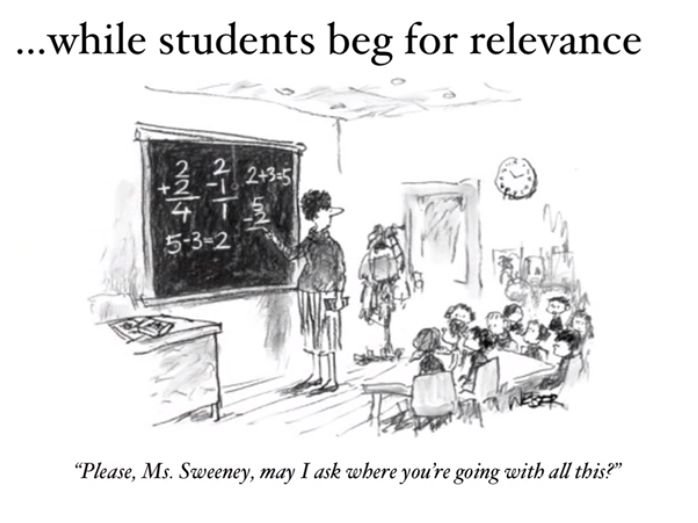 ...while students beg for relevance
2 2 2+3=5
+2 -1 5
4 1 -2
5-3=2
WEBER
“Please, Ms. Sweeney, may I ask where you’re going with all this?”